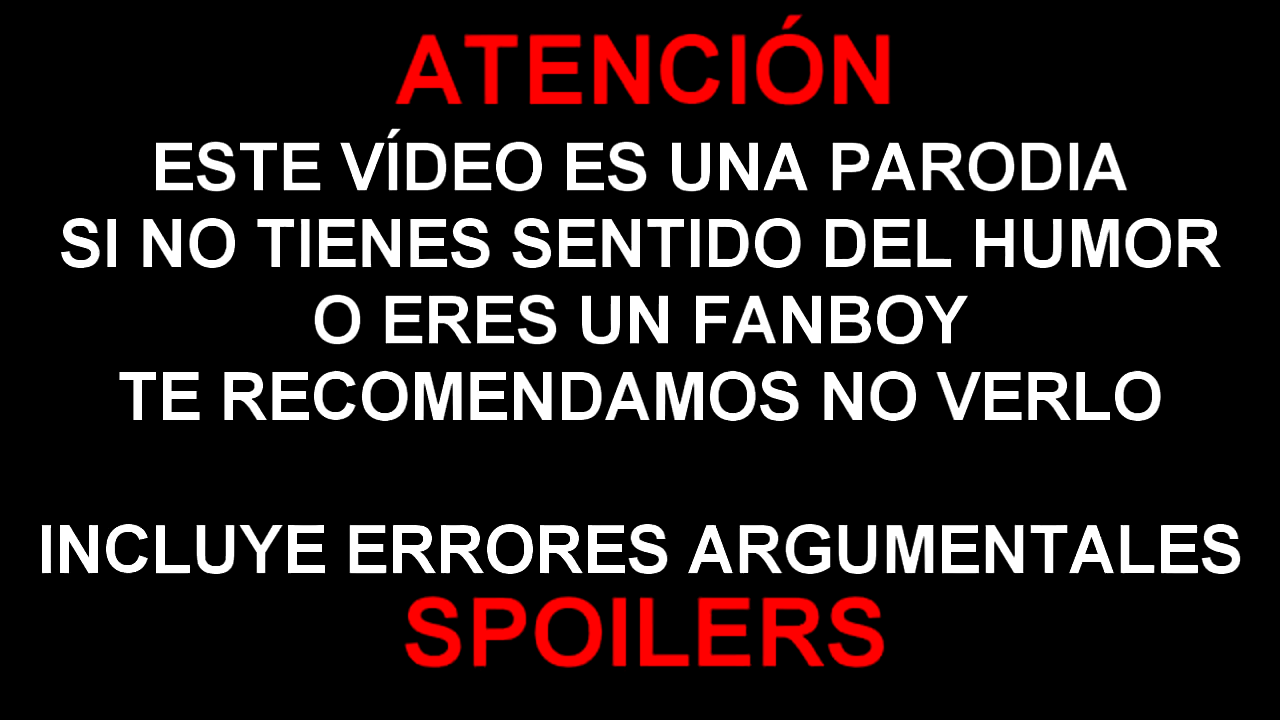 ATENCIÓN
ESTE VÍDEO ES UNA PARODIA
SI NO TIENES SENTIDO DEL HUMOR
O ERES UN FANBOY
TE RECOMENDAMOS NO VERLO
INCLUYE ERRORES ARGUMENTALES
SPOILERS